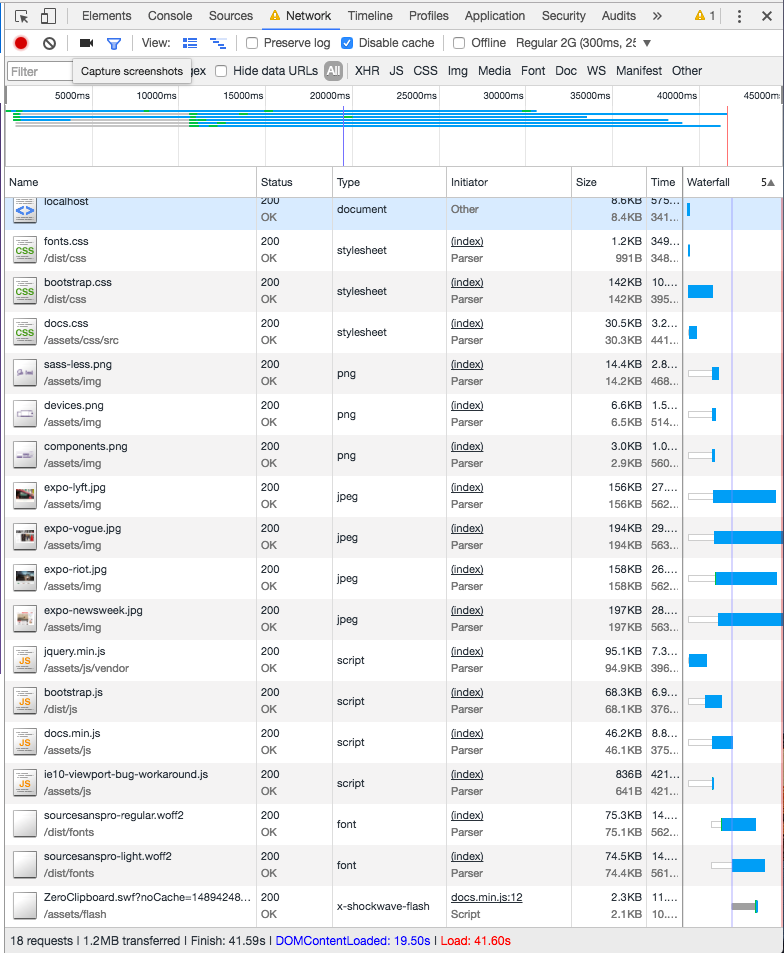 Elements Console Sources Network Timeline Profiles Application Security Audits » 1
View: Preserve log Disable cache Offline Regular 2G (300ms, 25
Filter Capture screenshots gex Hide data URLs All XHR JS CSS Img Media Font Doc WS Manifest Other
5000ms 10000ms 15000ms 20000ms 25000ms 30000ms 35000ms 40000ms 45000ms
Name Status Type Initiator Size Time Waterfall 5▲
localhost 200 document Other 8.6KB 575...
OK 8.4KB 341...
fonts.css 200 stylesheet (index) 1.2KB 349...
/dist/css OK Parser 991B 348...
bootstrap.css 200 stylesheet (index) 142KB 10....
/dist/css OK Parser 142KB 395...
docs.css 200 stylesheet (index) 30.5KB 3.2...
/assets/css/src OK Parser 30.3KB 441...
sass-less.png 200 png (index) 14.4KB 2.8...
/assets/img OK Parser 14.2KB 468...
devices.png 200 png (index) 6.6KB 1.5...
/assets/img OK Parser 6.5KB 514...
components.png 200 png (index) 3.0KB 1.0...
/assets/img OK Parser 2.9KB 560...
expo-lyft.jpg 200 jpeg (index) 156KB 27....
/assets/img OK Parser 156KB 562...
expo-vogue.jpg 200 jpeg (index) 194KB 29....
/assets/img OK Parser 194KB 563...
expo-riot.jpg 200 jpeg (index) 158KB 26....
/assets/img OK Parser 158KB 562...
expo-newsweek.jpg 200 jpeg (index) 197KB 28....
/assets/img OK Parser 197KB 563...
jquery.min.js 200 script (index) 95.1KB 7.3...
/assets/js/vendor OK Parser 94.9KB 396...
bootstrap.js 200 script (index) 68.3KB 6.9...
/dist/js OK Parser 68.1KB 376...
docs.min.js 200 script (index) 46.2KB 8.8...
/assets/js OK Parser 46.1KB 375...
ie10-viewport-bug-workaround.js 200 script (index) 836B 421...
/assets/js OK Parser 641B 421...
sourcesanspro-regular.woff2 200 font (index) 75.3KB 14....
/dist/fonts OK Parser 75.1KB 562...
sourcesanspro-light.woff2 200 font (index) 74.5KB 14....
/dist/fonts OK Parser 74.4KB 561...
ZeroClipboard.swf?noCache=14894248... 200 x-shockwave-flash docs.min.js:12 2.3KB 11....
/assets/flash OK Script 2.1KB 10....
18 requests | 1.2MB transferred | Finish: 41.59s | DOMContentLoaded: 19.50s | Load: 41.60s